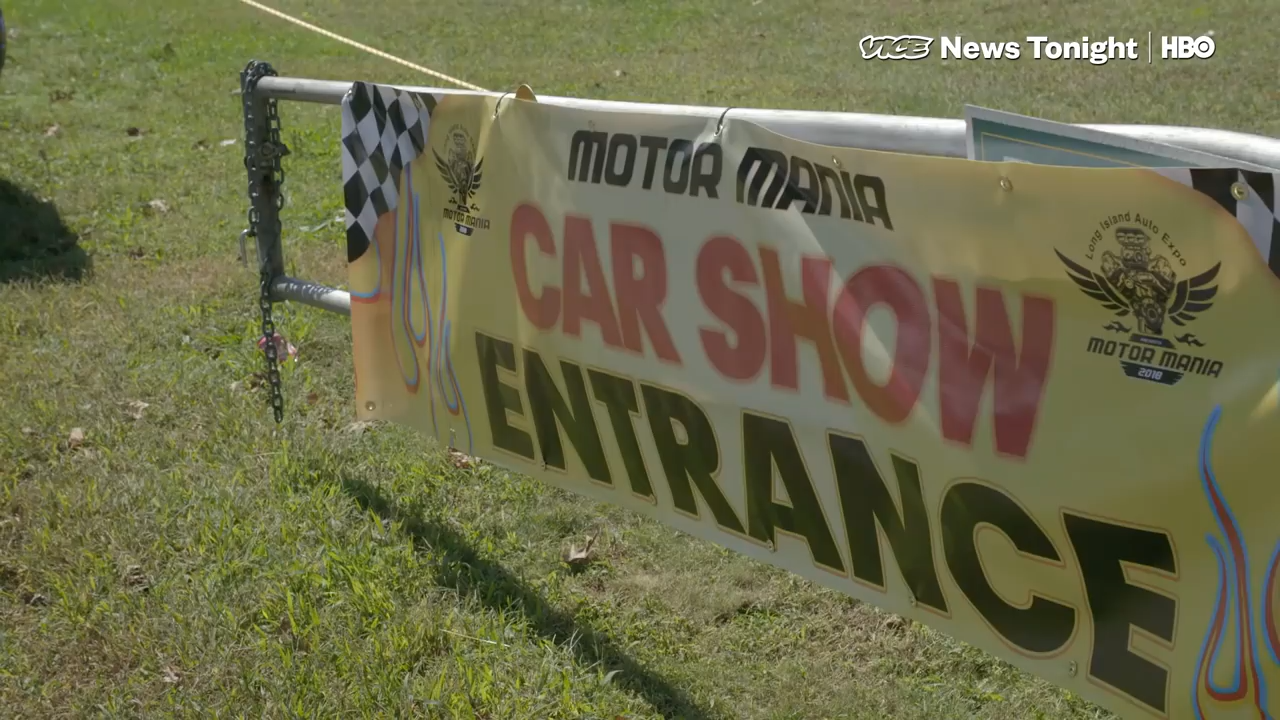 VICE News Tonight | HBO
MOTOR MANIA
CAR SHOW
ENTRANCE
MOTOR MANIA
Long Island Auto Expo
MOTOR MANIA
2018